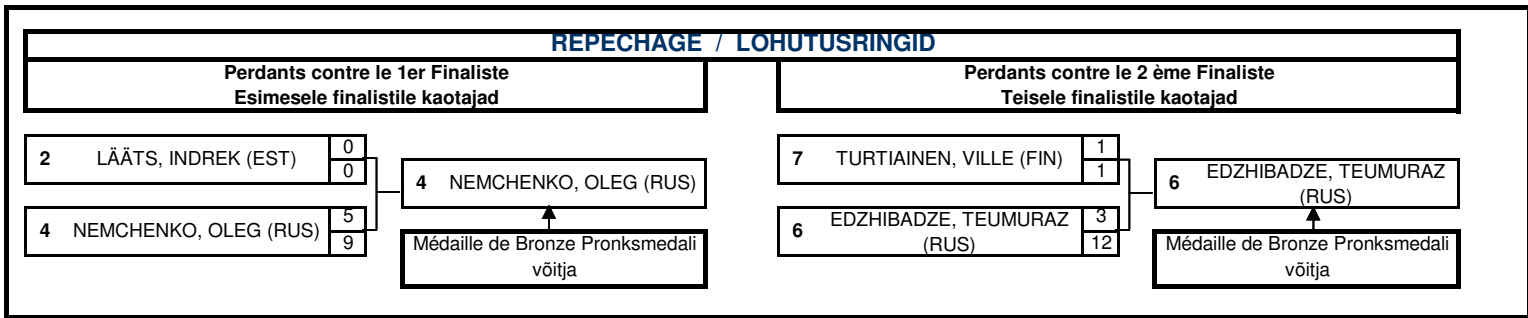 REPECHAGE / LOHUTUSRINGID
Perdants contre le 1er Finaliste
Esimesele finalistile kaotajad
Perdants contre le 2 ème Finaliste
Teisele finalistile kaotajad
2 LÄÄTS, INDREK (EST) 0
0
4 NEMCHENKO, OLEG (RUS)
4 NEMCHENKO, OLEG (RUS) 5
9
Médaille de Bronze Pronksmedali
võitja
7 TURTIAINEN, VILLE (FIN) 1
1
6 EDZHIBADZE, TEUMURAZ
(RUS)
6 EDZHIBADZE, TEUMURAZ
(RUS)
3
12
Médaille de Bronze Pronksmedali
võitja